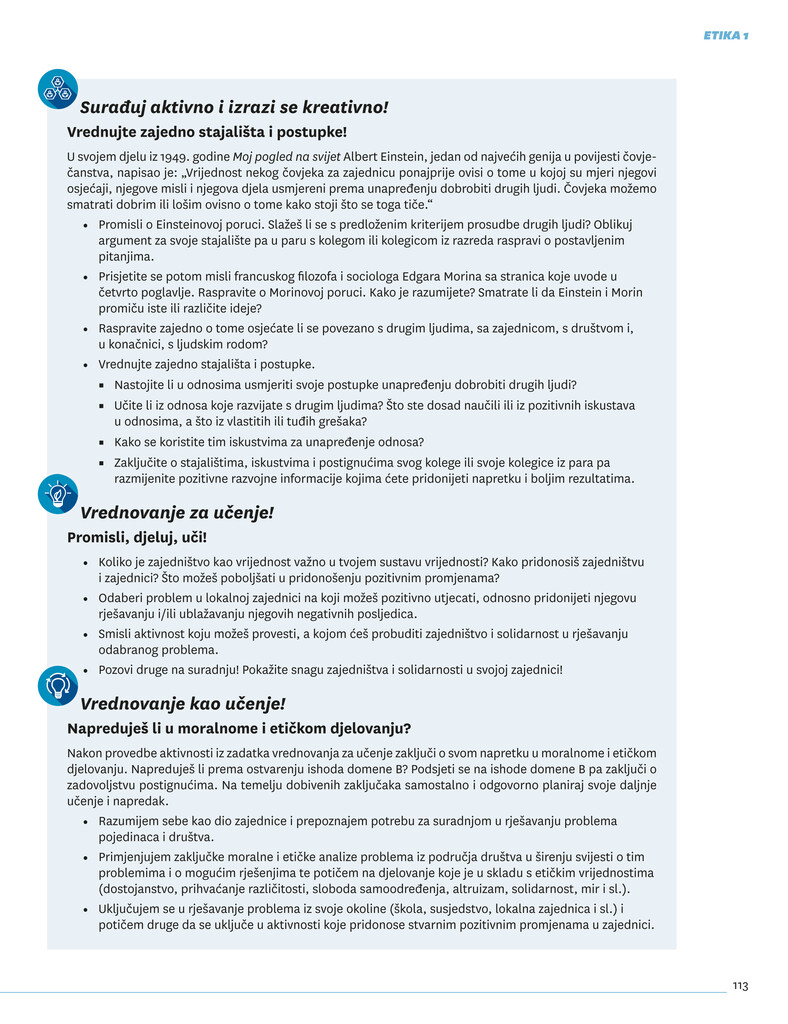 ETIKA 1
Surađuj aktivno i izrazi se kreativno!
Vrednujte zajedno stajališta i postupke!
U svojem djelu iz 1949. godine Moj pogled na svijet Albert Einstein, jedan od najvećih genija u povijesti čovje-
čanstva, napisao je: „Vrijednost nekog čovjeka za zajednicu ponajprije ovisi o tome u kojoj su mjeri njegovi
osjećaji, njegove misli i njegova djela usmjereni prema unapređenju dobrobiti drugih ljudi. Čovjeka možemo
smatrati dobrim ili lošim ovisno o tome kako stoji što se toga tiče.“
• Promisli o Einsteinovoj poruci. Slažeš li se s predloženim kriterijem prosudbe drugih ljudi? Oblikuj
argument za svoje stajalište pa u paru s kolegom ili kolegicom iz razreda raspravi o postavljenim
pitanjima.
• Prisjetite se potom misli francuskog filozofa i sociologa Edgara Morina sa stranica koje uvode u
četvrto poglavlje. Raspravite o Morinovoj poruci. Kako je razumijete? Smatrate li da Einstein i Morin
promiču iste ili različite ideje?
• Raspravite zajedno o tome osjećate li se povezano s drugim ljudima, sa zajednicom, s društvom i,
u konačnici, s ljudskim rodom?
• Vrednujte zajedno stajališta i postupke.
▪ Nastojite li u odnosima usmjeriti svoje postupke unapređenju dobrobiti drugih ljudi?
▪ Učite li iz odnosa koje razvijate s drugim ljudima? Što ste dosad naučili ili iz pozitivnih iskustava
u odnosima, a što iz vlastitih ili tuđih grešaka?
▪ Kako se koristite tim iskustvima za unapređenje odnosa?
▪ Zaključite o stajalištima, iskustvima i postignućima svog kolege ili svoje kolegice iz para pa
razmijenite pozitivne razvojne informacije kojima ćete pridonijeti napretku i boljim rezultatima.
Vrednovanje za učenje!
Promisli, djeluj, uči!
• Koliko je zajedništvo kao vrijednost važno u tvojem sustavu vrijednosti? Kako pridonosiš zajedništvu
i zajednici? Što možeš poboljšati u pridonošenju pozitivnim promjenama?
• Odaberi problem u lokalnoj zajednici na koji možeš pozitivno utjecati, odnosno pridonijeti njegovu
rješavanju i/ili ublažavanju njegovih negativnih posljedica.
• Smisli aktivnost koju možeš provesti, a kojom ćeš probuditi zajedništvo i solidarnost u rješavanju
odabranog problema.
• Pozovi druge na suradnju! Pokažite snagu zajedništva i solidarnosti u svojoj zajednici!
Vrednovanje kao učenje!
Napreduješ li u moralnome i etičkom djelovanju?
Nakon provedbe aktivnosti iz zadatka vrednovanja za učenje zaključi o svom napretku u moralnome i etičkom
djelovanju. Napreduješ li prema ostvarenju ishoda domene B? Podsjeti se na ishode domene B pa zaključi o
zadovoljstvu postignućima. Na temelju dobivenih zaključaka samostalno i odgovorno planiraj svoje daljnje
učenje i napredak.
• Razumijem sebe kao dio zajednice i prepoznajem potrebu za suradnjom u rješavanju problema
pojedinaca i društva.
• Primjenjujem zaključke moralne i etičke analize problema iz područja društva u širenju svijesti o tim
problemima i o mogućim rješenjima te potičem na djelovanje koje je u skladu s etičkim vrijednostima
(dostojanstvo, prihvaćanje različitosti, sloboda samoodređenja, altruizam, solidarnost, mir i sl.).
• Uključujem se u rješavanje problema iz svoje okoline (škola, susjedstvo, lokalna zajednica i sl.) i
potičem druge da se uključe u aktivnosti koje pridonose stvarnim pozitivnim promjenama u zajednici.
113